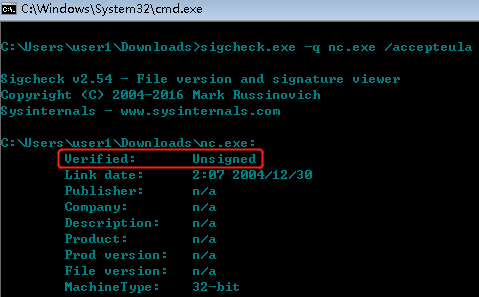 C:\Windows\System32\cmd.exe
C:\Users\user1\Downloads>sigcheck.exe -q nc.exe /accepteula
Sigcheck v2.54 - File version and signature viewer
Copyright (C) 2004-2016 Mark Russinovich
Sysinternals - www.sysinternals.com
C:\Users\user1\Downloads\nc.exe:
Verified: Unsigned
Link date: 2:07 2004/12/30
Publisher: n/a
Company: n/a
Description: n/a
Product: n/a
Prod version: n/a
File version: n/a
MachineType: 32-bit